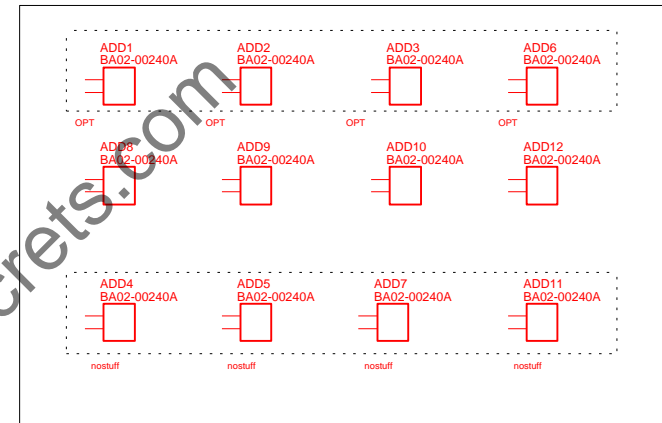 ADD1 ADD2 ADD3 ADD6
BA02-00240A BA02-00240A BA02-00240A BA02-00240A
OPT OPT OPT OPT
ADD8 ADD9 ADD10 ADD12
BA02-00240A BA02-00240A BA02-00240A BA02-00240A
ADD4 ADD5 ADD7 ADD11
BA02-00240A BA02-00240A BA02-00240A BA02-00240A
nostuff nostuff nostuff nostuff
crets.com